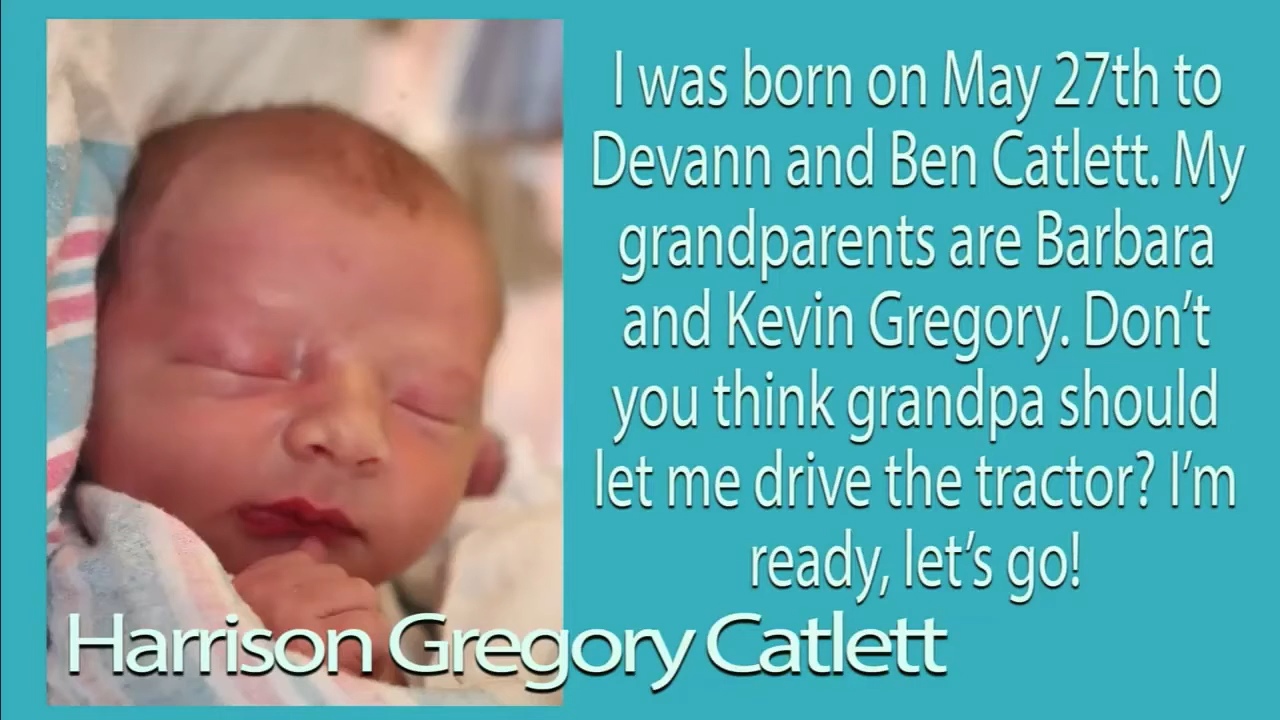 I was born on May 27th to
Devann and Ben Catlett. My
grandparents are Barbara
and Kevin Gregory. Don’t
you think grandpa should
let me drive the tractor? I’m
ready, let’s go!
Harrison Gregory Catlett